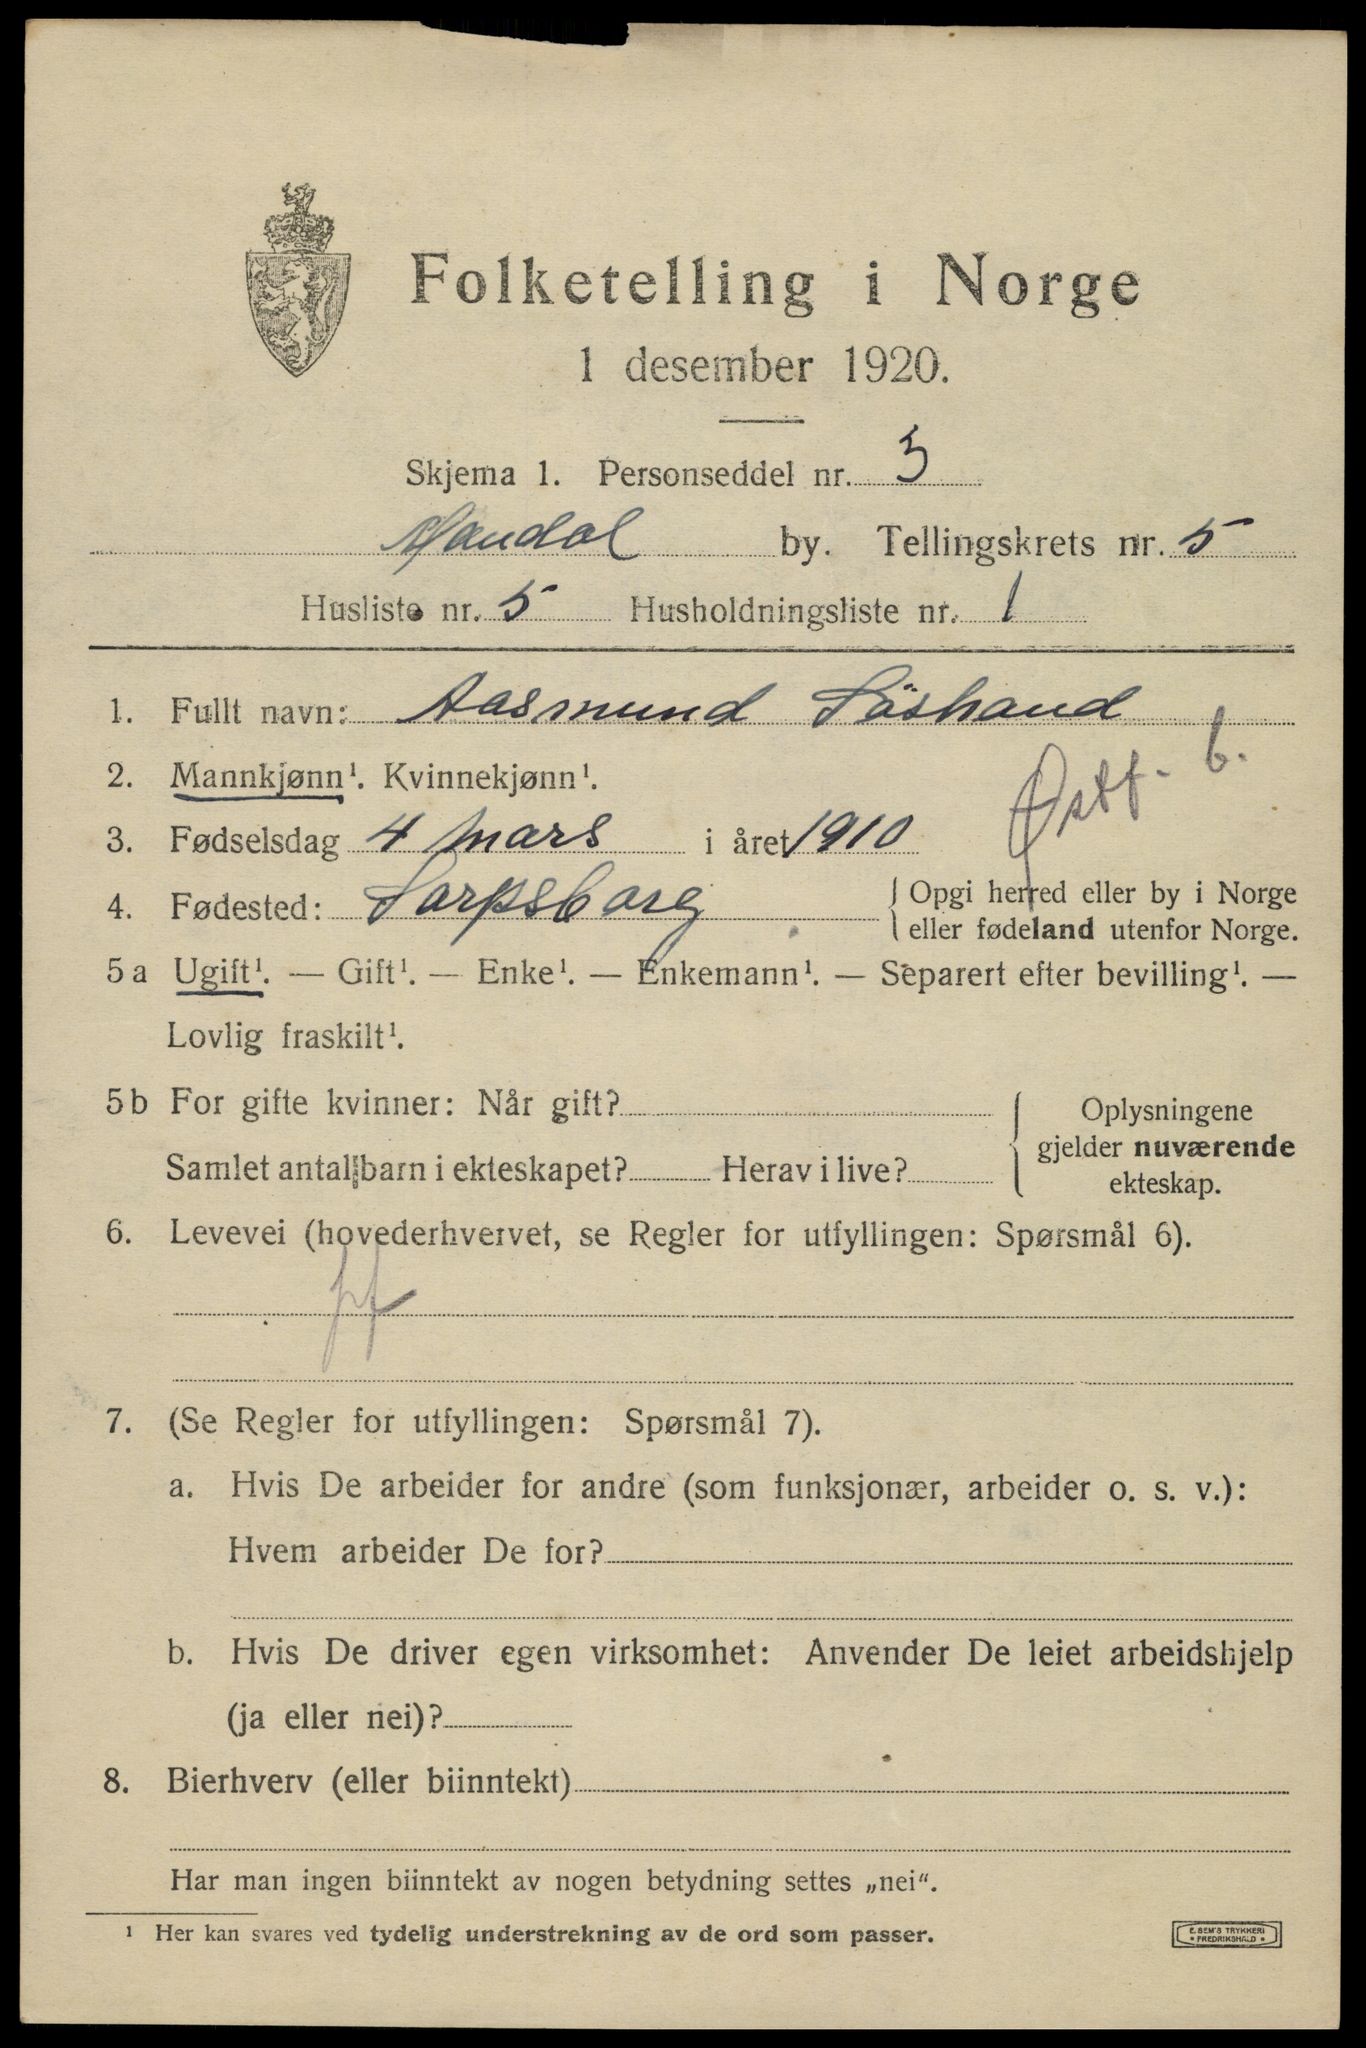 Folketelling i Norge
1 desember 1920.
Skjema 1. Personseddel nr. 3
Mandal by. Tellingskrets nr. 5
Husliste nr. 5 Husholdningsliste nr. 1
1. Fullt navn: Aasmund
2. Mannkjønn¹. Kvinnekjønn¹.
Østf. b.
3. Fødselsdag 4 mars i året 1910
4. Fødested: Sarpsborg { Opgi herred eller by i Norge
eller fødeland utenfor Norge.
5a Ugift¹. — Gift¹. — Enke¹. — Enkemann¹. — Separert efter bevilling¹. —
Lovlig fraskilt¹.
5b For gifte kvinner: Når gift?
Samlet antal barn i ekteskapet? Herav i live?
{ Oplysningene
gjelder nuværende
ekteskap.
6. Levevei (hovederhvervet, se Regler for utfyllingen: Spørsmål 6).
7. (Se Regler for utfyllingen: Spørsmål 7).
a. Hvis De arbeider for andre (som funksjonær, arbeider o. s. v.):
Hvem arbeider De for?
b. Hvis De driver egen virksomhet: Anvender De leiet arbeidshjelp
(ja eller nei)?
8. Bierhverv (eller biinntekt)
Har man ingen biinntekt av nogen betydning settes „nei“.
¹ Her kan svares ved tydelig understrekning av de ord som passer.
E. SEM'S TRYKKERI
• FREDRIKSHALD •